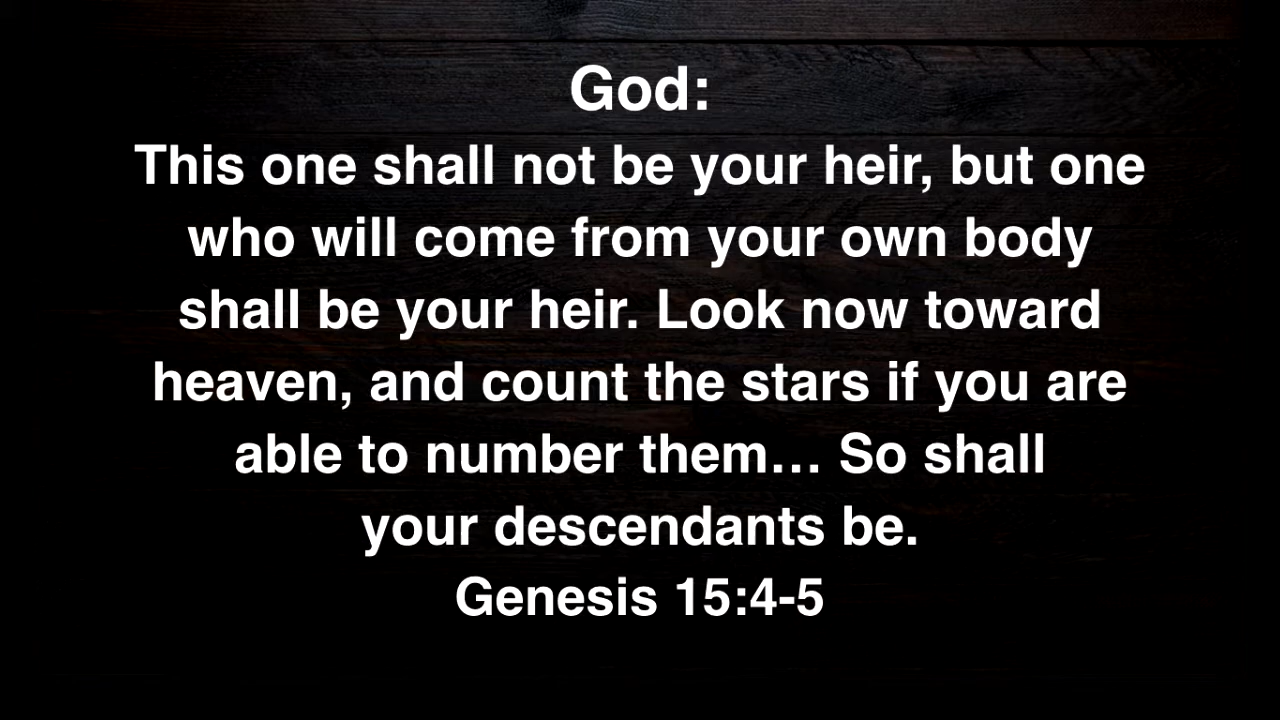 God:
This one shall not be your heir, but one
who will come from your own body
shall be your heir. Look now toward
heaven, and count the stars if you are
able to number them… So shall
your descendants be.
Genesis 15:4-5